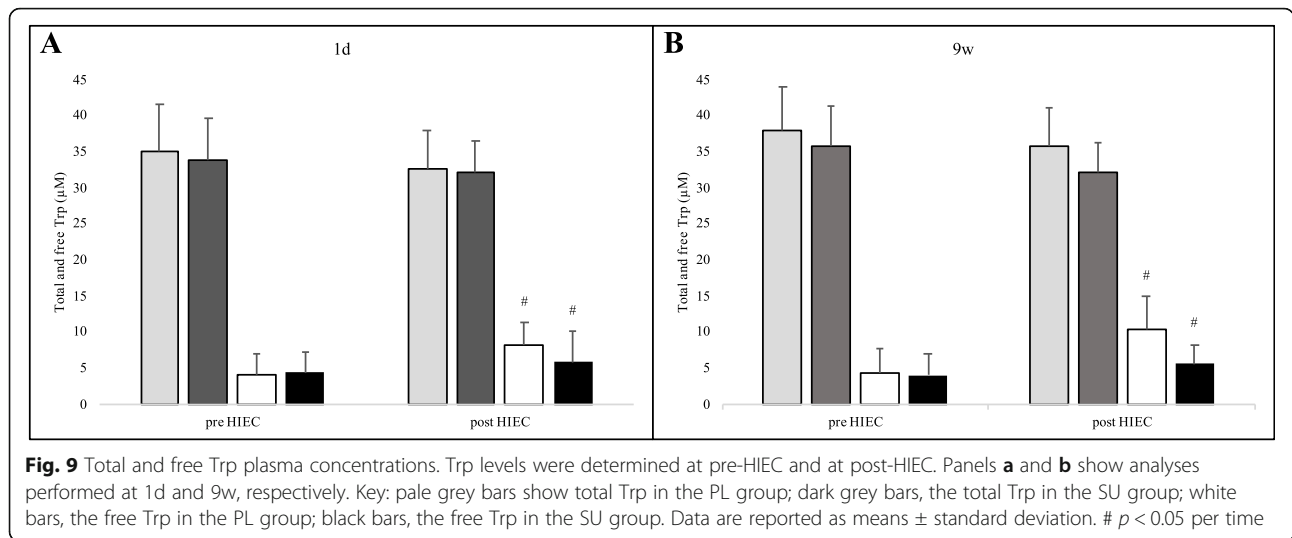 A
1d
Total and free Trp (µM)
45
40
35
30
25
20
15
10
5
0
# #
pre HIEC post HIEC
B
9w
Total and free Trp (µM)
45
40
35
30
25
20
15
10
5
0
# #
pre HIEC post HIEC
Fig. 9 Total and free Trp plasma concentrations. Trp levels were determined at pre-HIEC and at post-HIEC. Panels a and b show analyses
performed at 1d and 9w, respectively. Key: pale grey bars show total Trp in the PL group; dark grey bars, the total Trp in the SU group; white
bars, the free Trp in the PL group; black bars, the free Trp in the SU group. Data are reported as means ± standard deviation. # p < 0.05 per time